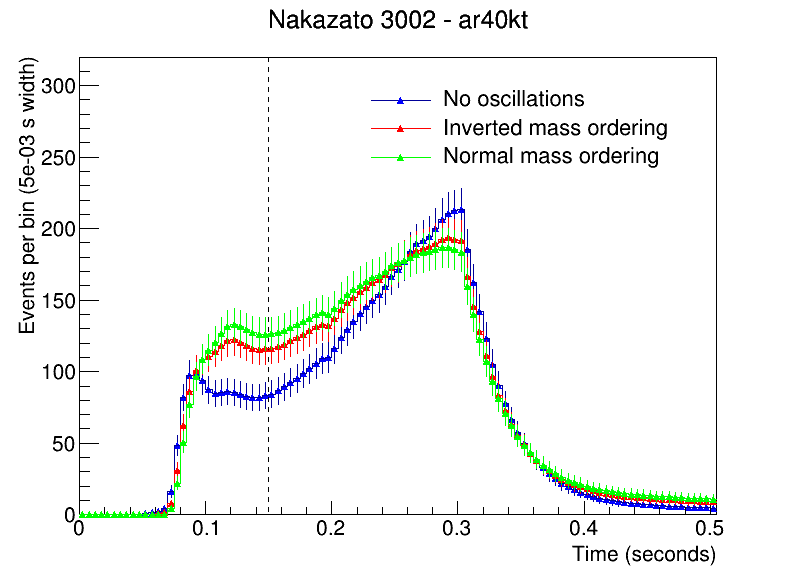 Nakazato 3002 - ar40kt
Events per bin (5e-03 s width)
300
250
200
150
100
50
0
No oscillations
Inverted mass ordering
Normal mass ordering
0 0.1 0.2 0.3 0.4 0.5
Time (seconds)